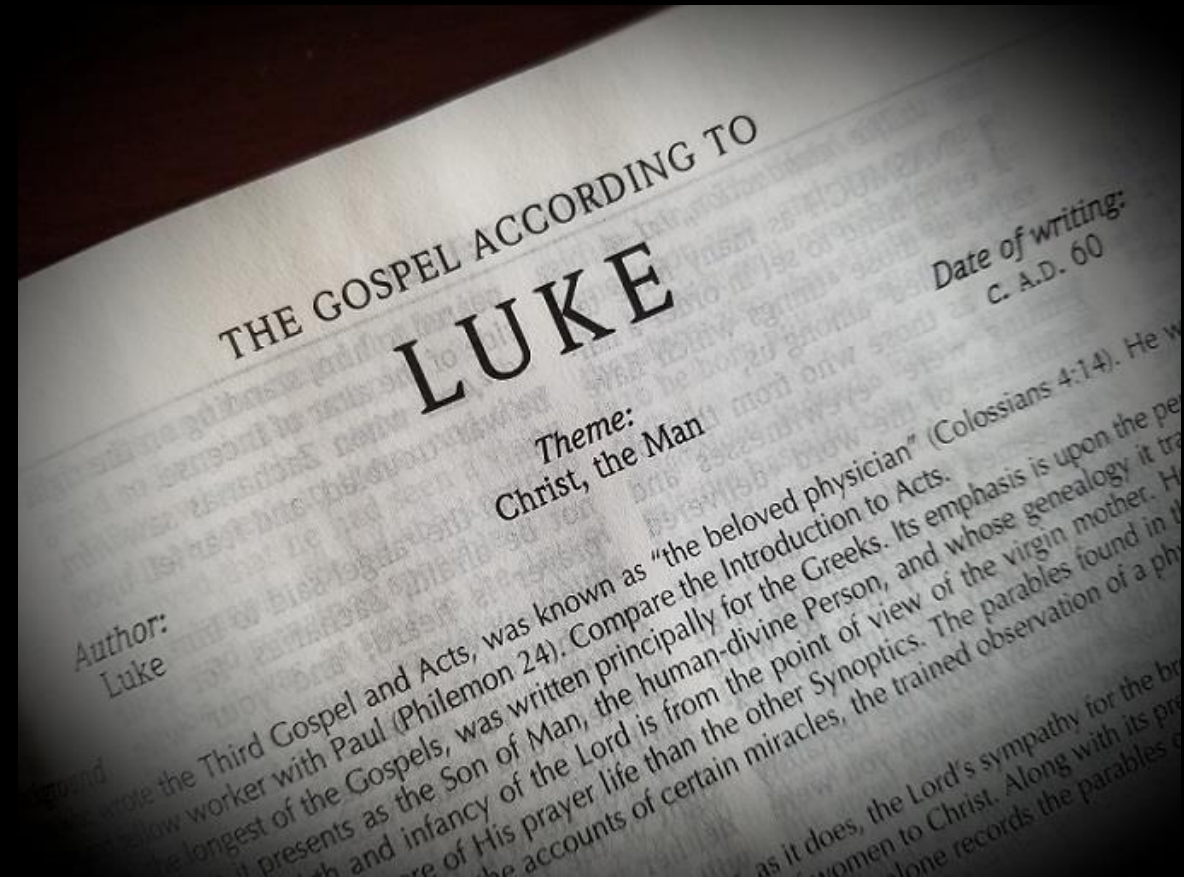 THE GOSPEL ACCORDING TO
LUKE
Theme:
Christ, the Man
Author:
Luke
Date of writing:
C. A.D. 60
wrote the Third Gospel and Acts, was known as “the beloved physician” (Colossians 4:14). He
worker with Paul (Philemon 24). Compare the Introduction to Acts.
longest of the Gospels, was written principally for the Greeks. Its emphasis is upon the
presents as the Son of Man, the human-divine Person, and whose genealogy it
and infancy of the Lord is from the point of view of the virgin mother.
of His prayer life than the other Synoptics. The parables found in
accounts of certain miracles, the trained observation of a
as it does, the Lord's sympathy for the
women to Christ. Along with its
records the parables